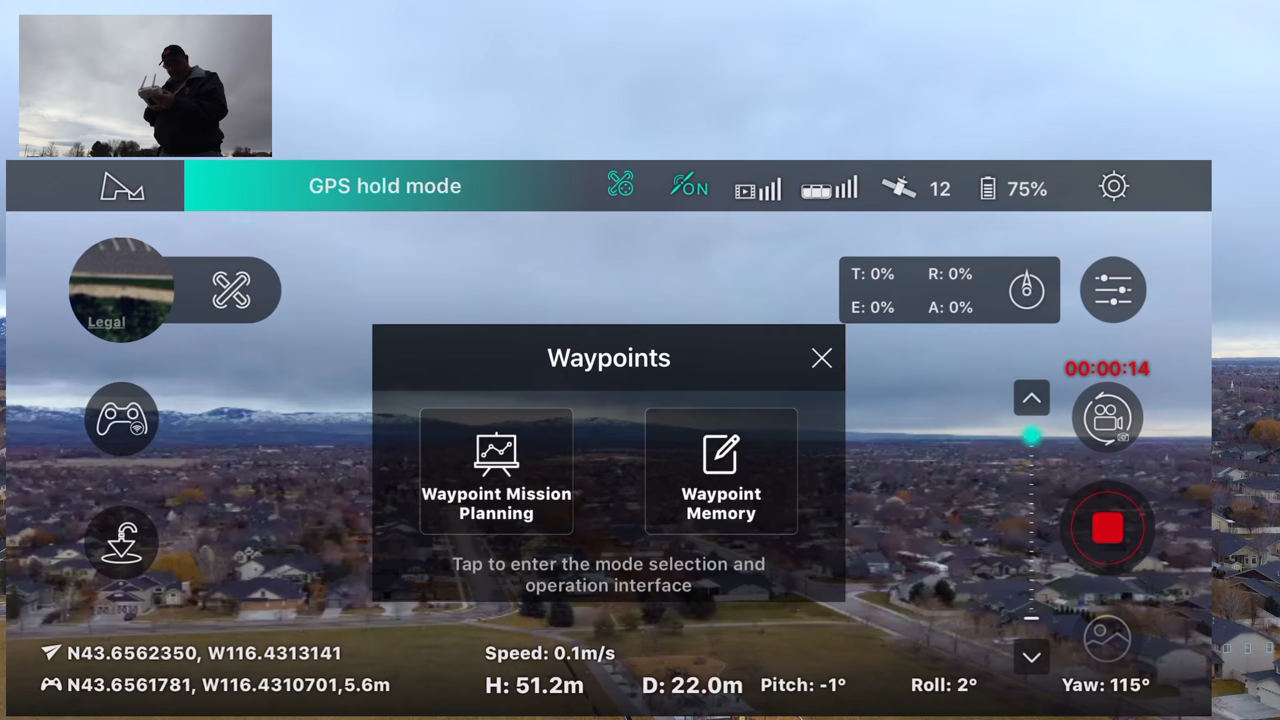 GPS hold mode
ON
12
75%
Legal
T: 0% R: 0%
E: 0% A: 0%
Waypoints
00:00:14
Waypoint Mission
Planning
Waypoint
Memory
Tap to enter the mode selection and
operation interface
N43.6562350, W116.4313141
Speed: 0.1m/s
N43.6561781, W116.4310701,5.6m
H: 51.2m
D: 22.0m
Pitch: -1°
Roll: 2°
Yaw: 115°